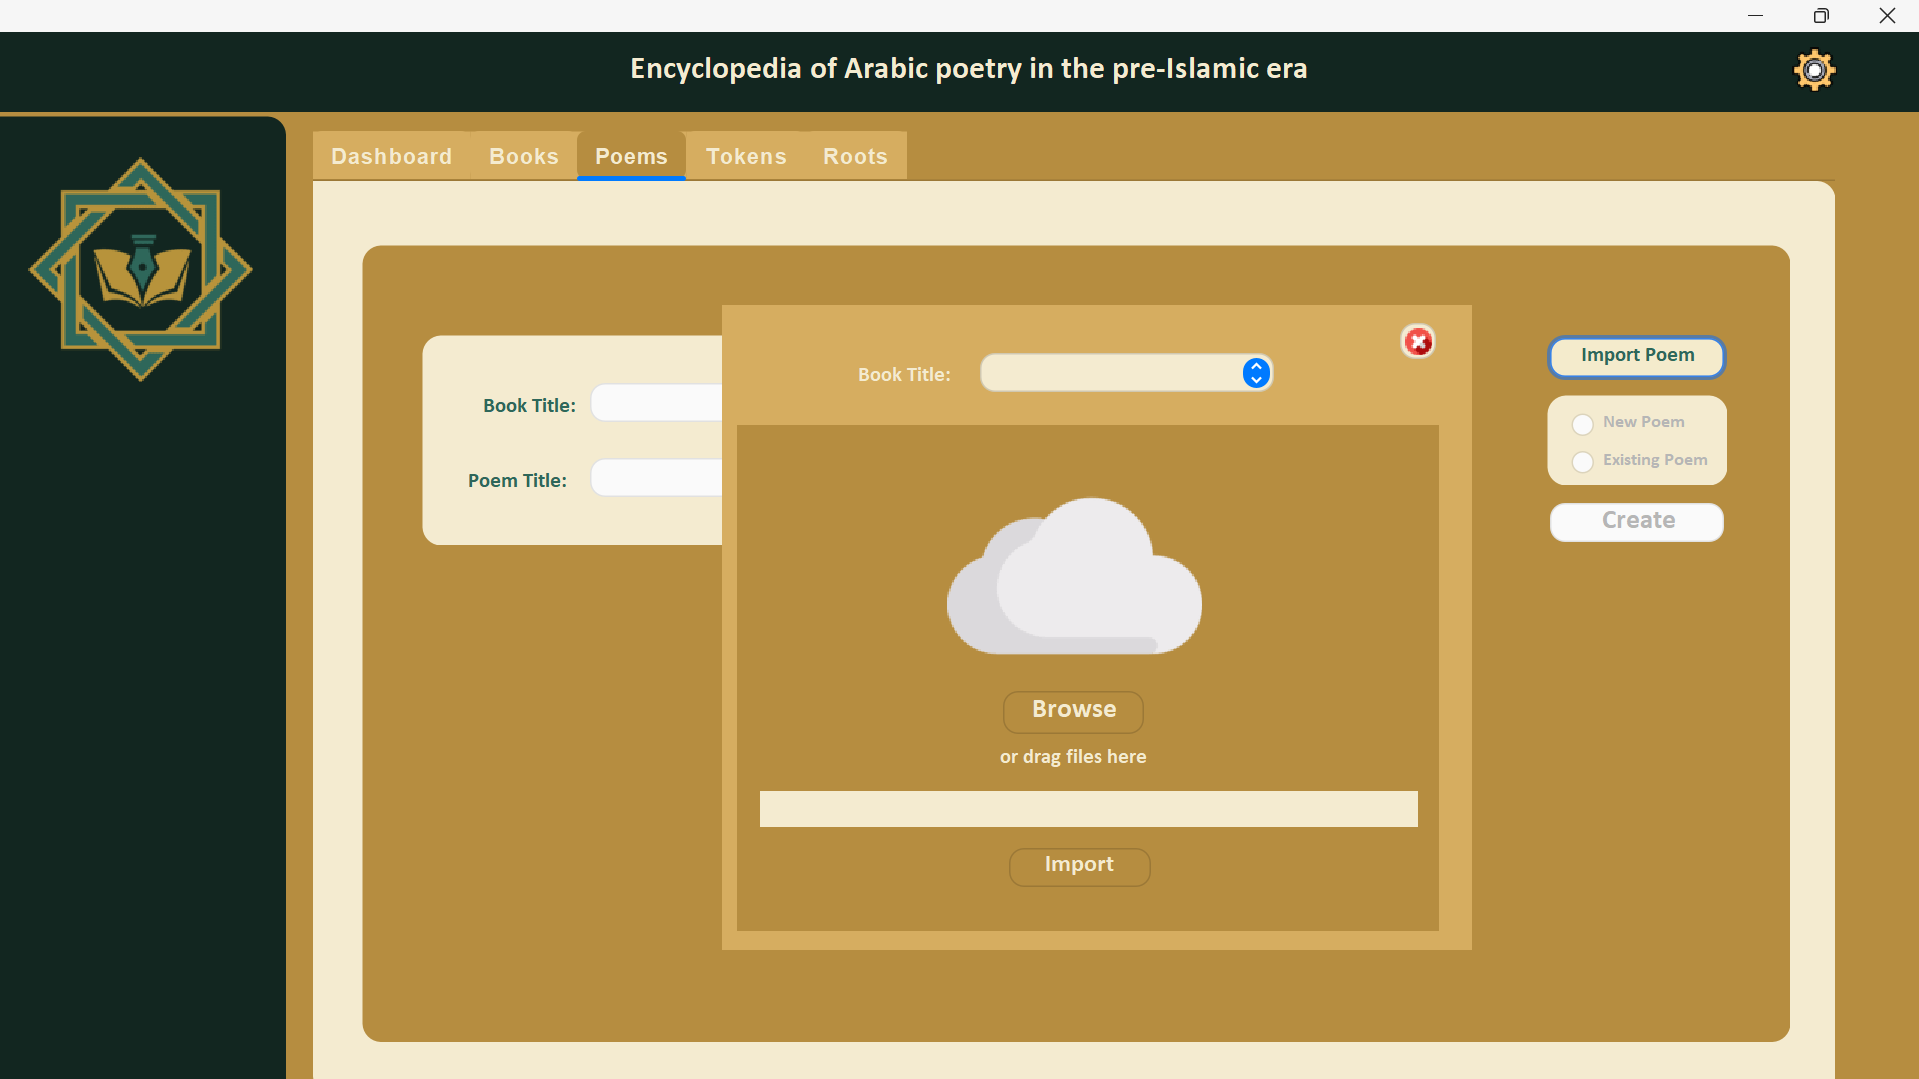 Encyclopedia of Arabic poetry in the pre-Islamic era
Dashboard Books Poems Tokens Roots
Book Title:
Poem Title:
Book Title:
Browse
or drag files here
Import
Import Poem
New Poem
Existing Poem
Create